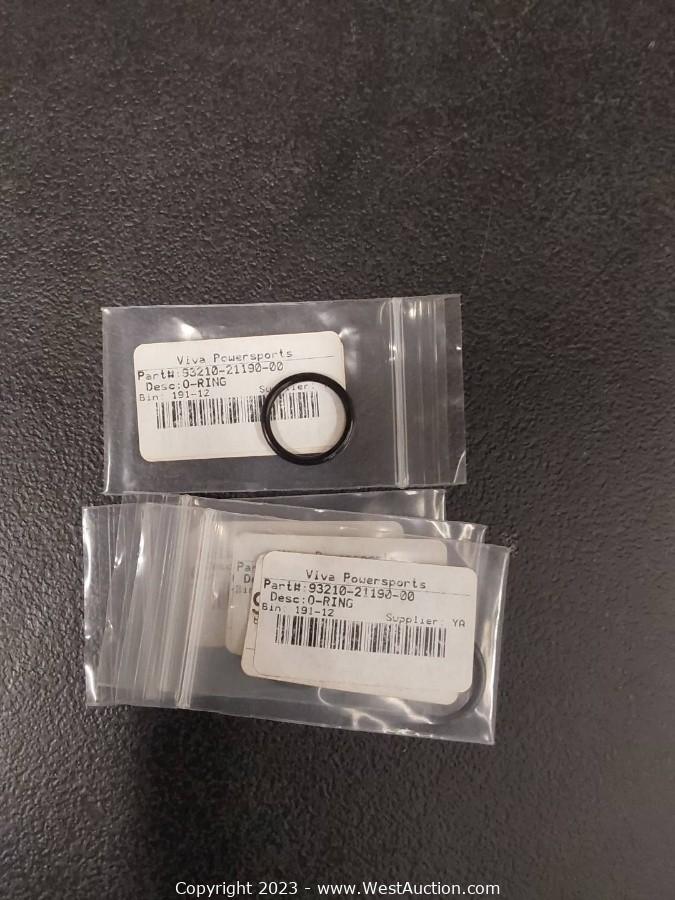 Viva Powersports
Part#:93210-21190-00
Desc:O-RING
Bin: 191-12
Viva Powersports
Part#:93210-21190-00
Desc:O-RING
Bin: 191-12 Supplier: YA
Copyright 2023 - www.WestAuction.com